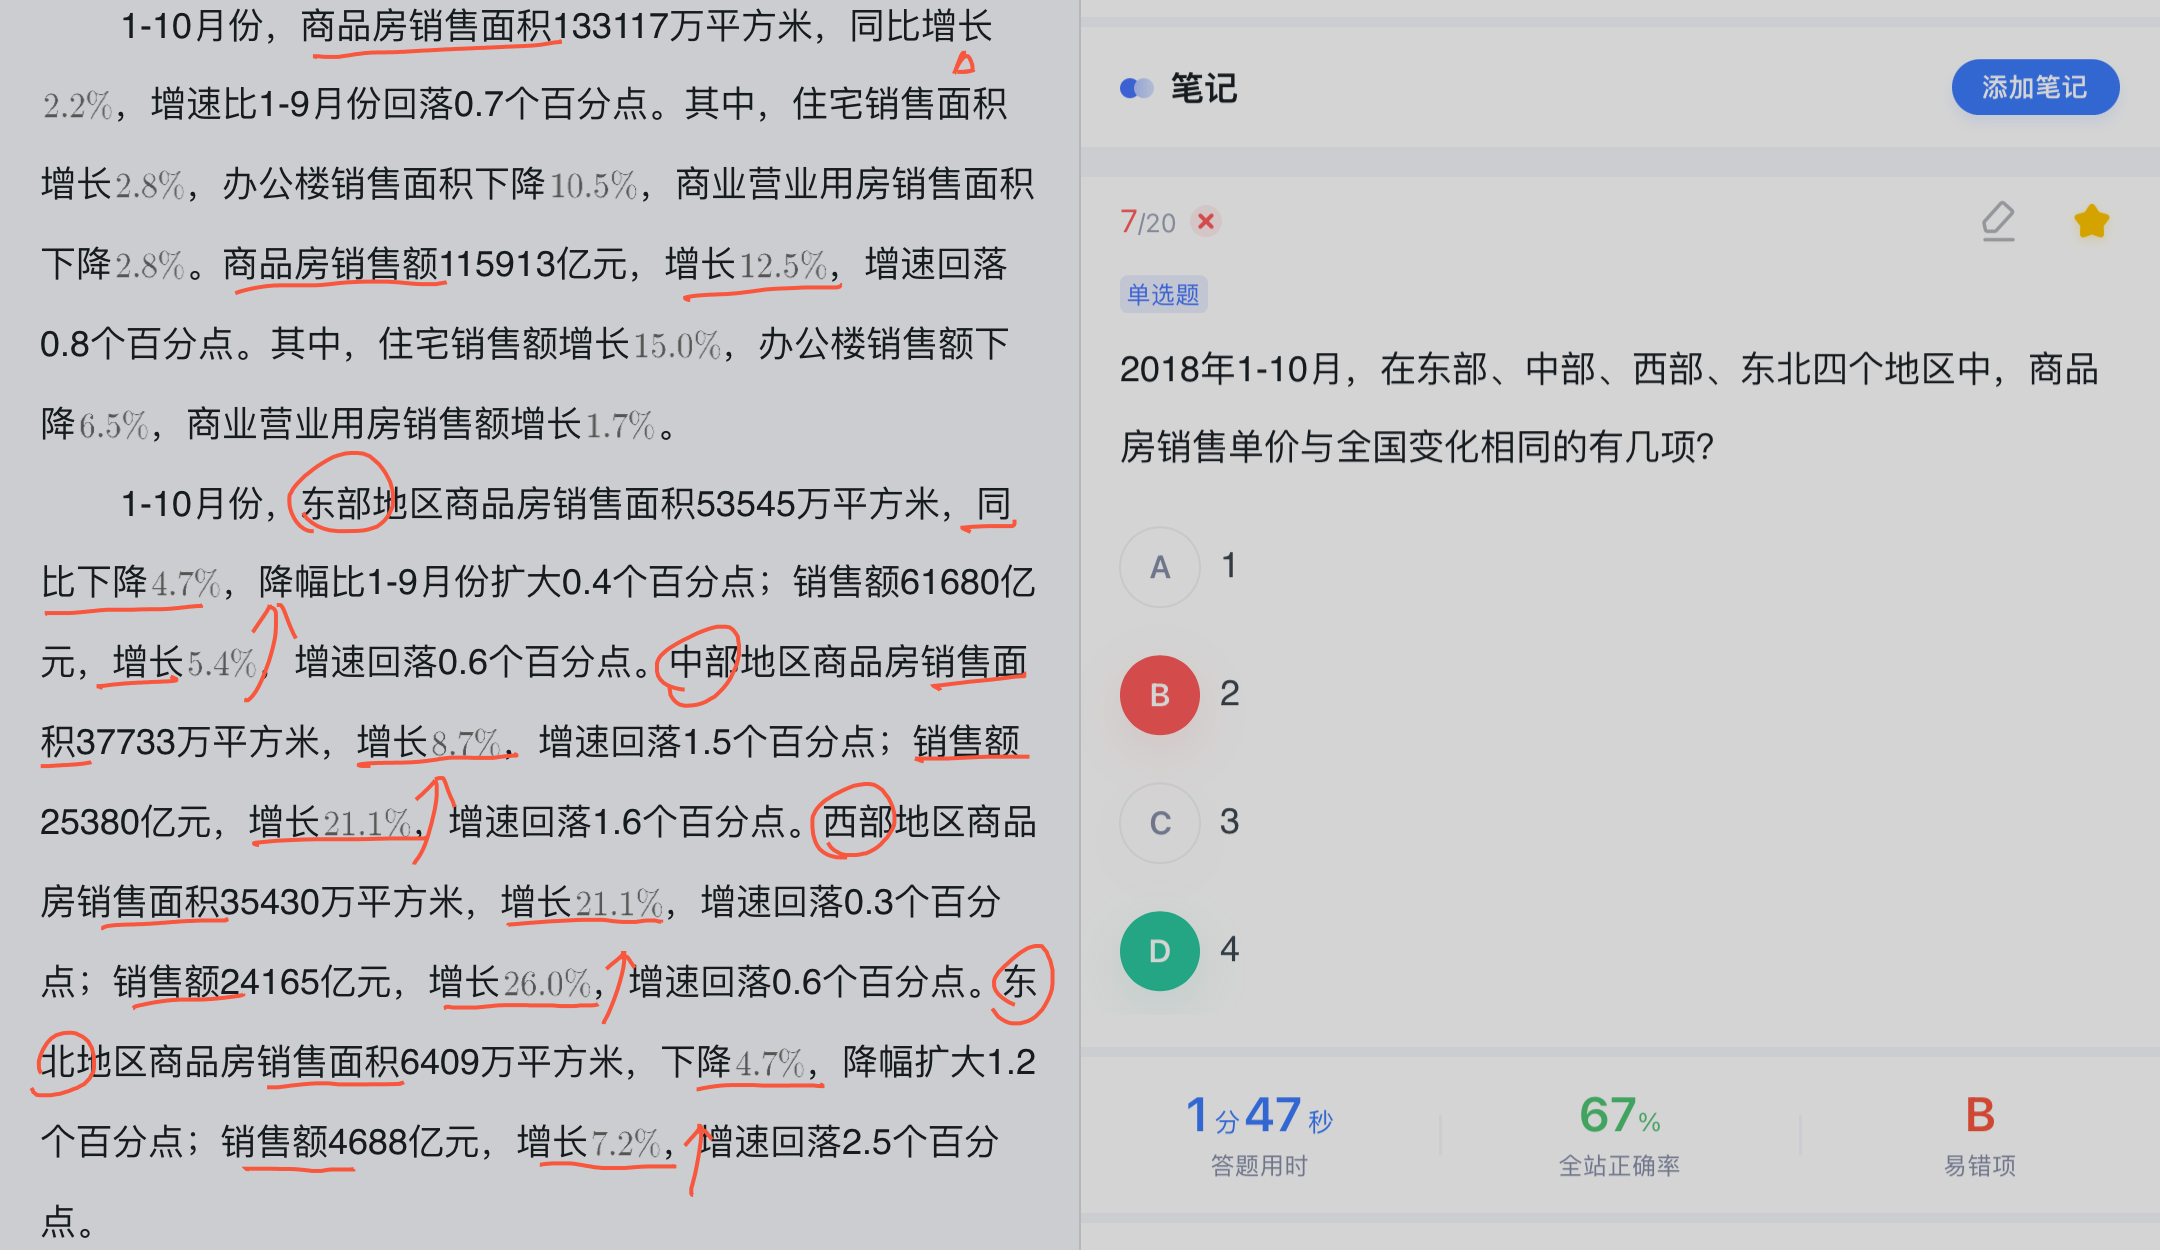 1-10月份，商品房销售面积133117万平方米，同比增长
2.2%，增速比1-9月份回落0.7个百分点。其中，住宅销售面积
增长2.8%，办公楼销售面积下降10.5%，商业营业用房销售面积
下降2.8%。商品房销售额115913亿元，增长12.5%，增速回落
0.8个百分点。其中，住宅销售额增长15.0%，办公楼销售额下
降6.5%，商业营业用房销售额增长1.7%。
1-10月份，东部地区商品房销售面积53545万平方米，同
比下降4.7%，降幅比1-9月份扩大0.4个百分点；销售额61680亿
元，增长5.4%，增速回落0.6个百分点。中部地区商品房销售面
积37733万平方米，增长8.7%，增速回落1.5个百分点；销售额
25380亿元，增长21.1%，增速回落1.6个百分点。西部地区商品
房销售面积35430万平方米，增长21.1%，增速回落0.3个百分
点；销售额24165亿元，增长26.0%，增速回落0.6个百分点。东
北地区商品房销售面积6409万平方米，下降4.7%，降幅扩大1.2
个百分点；销售额4688亿元，增长7.2%，增速回落2.5个百分
点。
笔记
添加笔记
7/20
单选题
2018年1-10月，在东部、中部、西部、东北四个地区中，商品
房销售单价与全国变化相同的有几项?
A 1
B 2
C 3
D 4
1分47秒
答题用时
67%
全站正确率
B
易错项